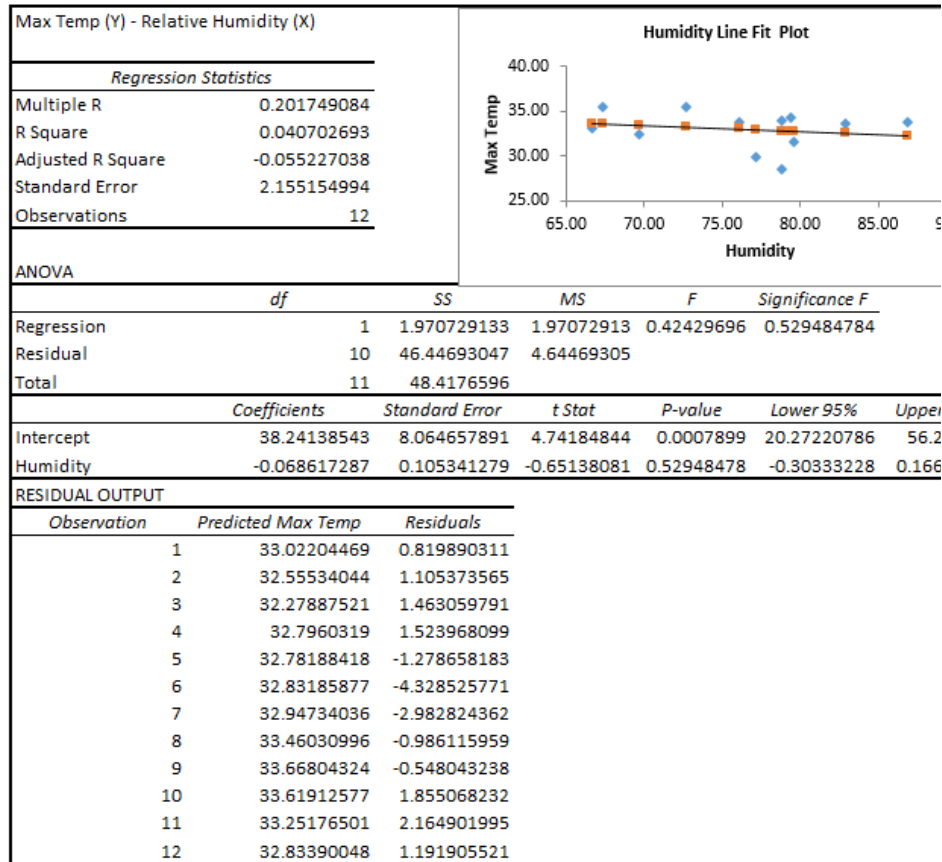 Max Temp (Y) - Relative Humidity (X)
Humidity Line Fit Plot
Regression Statistics
Multiple R 0.201749084
R Square 0.040702693
Adjusted R Square -0.055227038
Standard Error 2.155154994
Observations 12
40.00
35.00
30.00
25.00
Max Temp
65.00 70.00 75.00 80.00 85.00 9
Humidity
ANOVA
df SS MS F Significance F
Regression 1 1.970729133 1.97072913 0.42429696 0.529484784
Residual 10 46.44693047 4.64469305
Total 11 48.4176596
Coefficients Standard Error t Stat P-value Lower 95% Upper
Intercept 38.24138543 8.064657891 4.74184844 0.0007899 20.27220786 56.2
Humidity -0.068617287 0.105341279 -0.65138081 0.52948478 -0.30333228 0.166
RESIDUAL OUTPUT
Observation Predicted Max Temp Residuals
1 33.02204469 0.819890311
2 32.55534044 1.105373565
3 32.27887521 1.463059791
4 32.7960319 1.523968099
5 32.78188418 -1.278658183
6 32.83185877 -4.328525771
7 32.94734036 -2.982824362
8 33.46030996 -0.986115959
9 33.66804324 -0.548043238
10 33.61912577 1.855068232
11 33.25176501 2.164901995
12 32.83390048 1.191905521